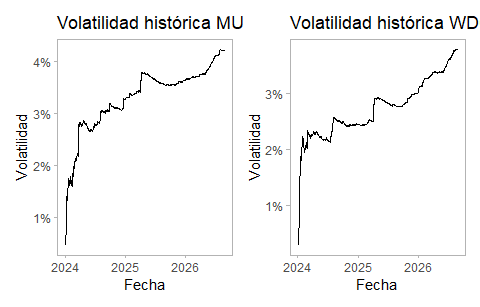 Volatilidad histórica MU
Volatilidad
4%
3%
2%
1%
2024
2025
2026
Fecha
Volatilidad histórica WD
Volatilidad
3%
2%
1%
2024
2025
2026
Fecha